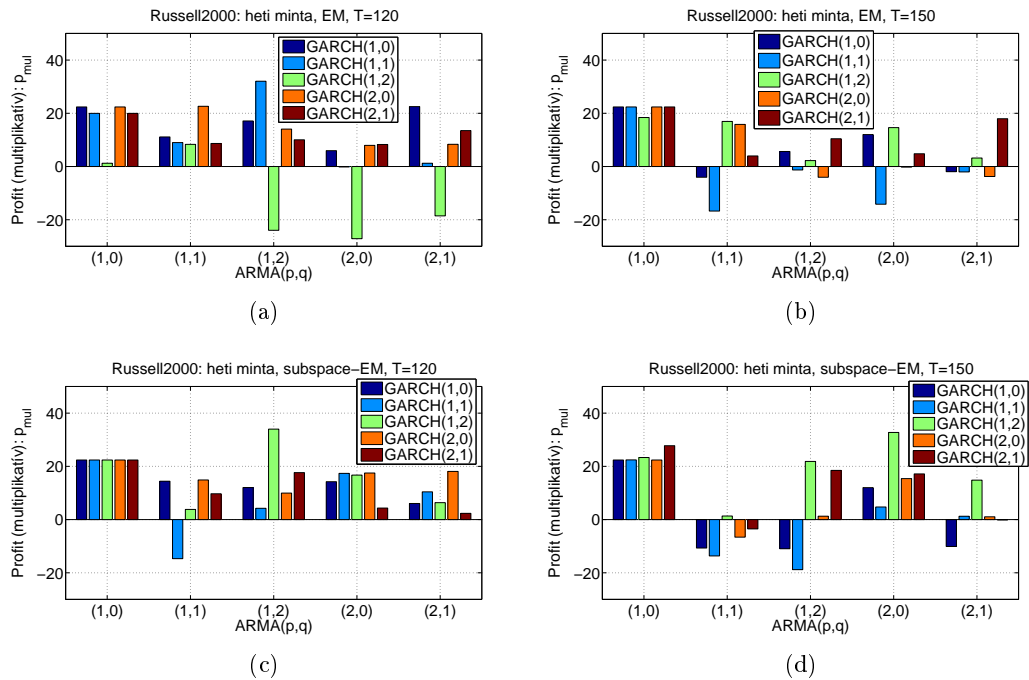 Russell2000: heti minta, EM, T=120
Profit (multiplikatív): p_mul
40
20
0
−20
GARCH(1,0)
GARCH(1,1)
GARCH(1,2)
GARCH(2,0)
GARCH(2,1)
(1,0) (1,1) (1,2) (2,0) (2,1)
ARMA(p,q)
(a)
Russell2000: heti minta, EM, T=150
Profit (multiplikatív): p_mul
40
20
0
−20
GARCH(1,0)
GARCH(1,1)
GARCH(1,2)
GARCH(2,0)
GARCH(2,1)
(1,0) (1,1) (1,2) (2,0) (2,1)
ARMA(p,q)
(b)
Russell2000: heti minta, subspace−EM, T=120
Profit (multiplikatív): p_mul
40
20
0
−20
GARCH(1,0)
GARCH(1,1)
GARCH(1,2)
GARCH(2,0)
GARCH(2,1)
(1,0) (1,1) (1,2) (2,0) (2,1)
ARMA(p,q)
(c)
Russell2000: heti minta, subspace−EM, T=150
Profit (multiplikatív): p_mul
40
20
0
−20
GARCH(1,0)
GARCH(1,1)
GARCH(1,2)
GARCH(2,0)
GARCH(2,1)
(1,0) (1,1) (1,2) (2,0) (2,1)
ARMA(p,q)
(d)